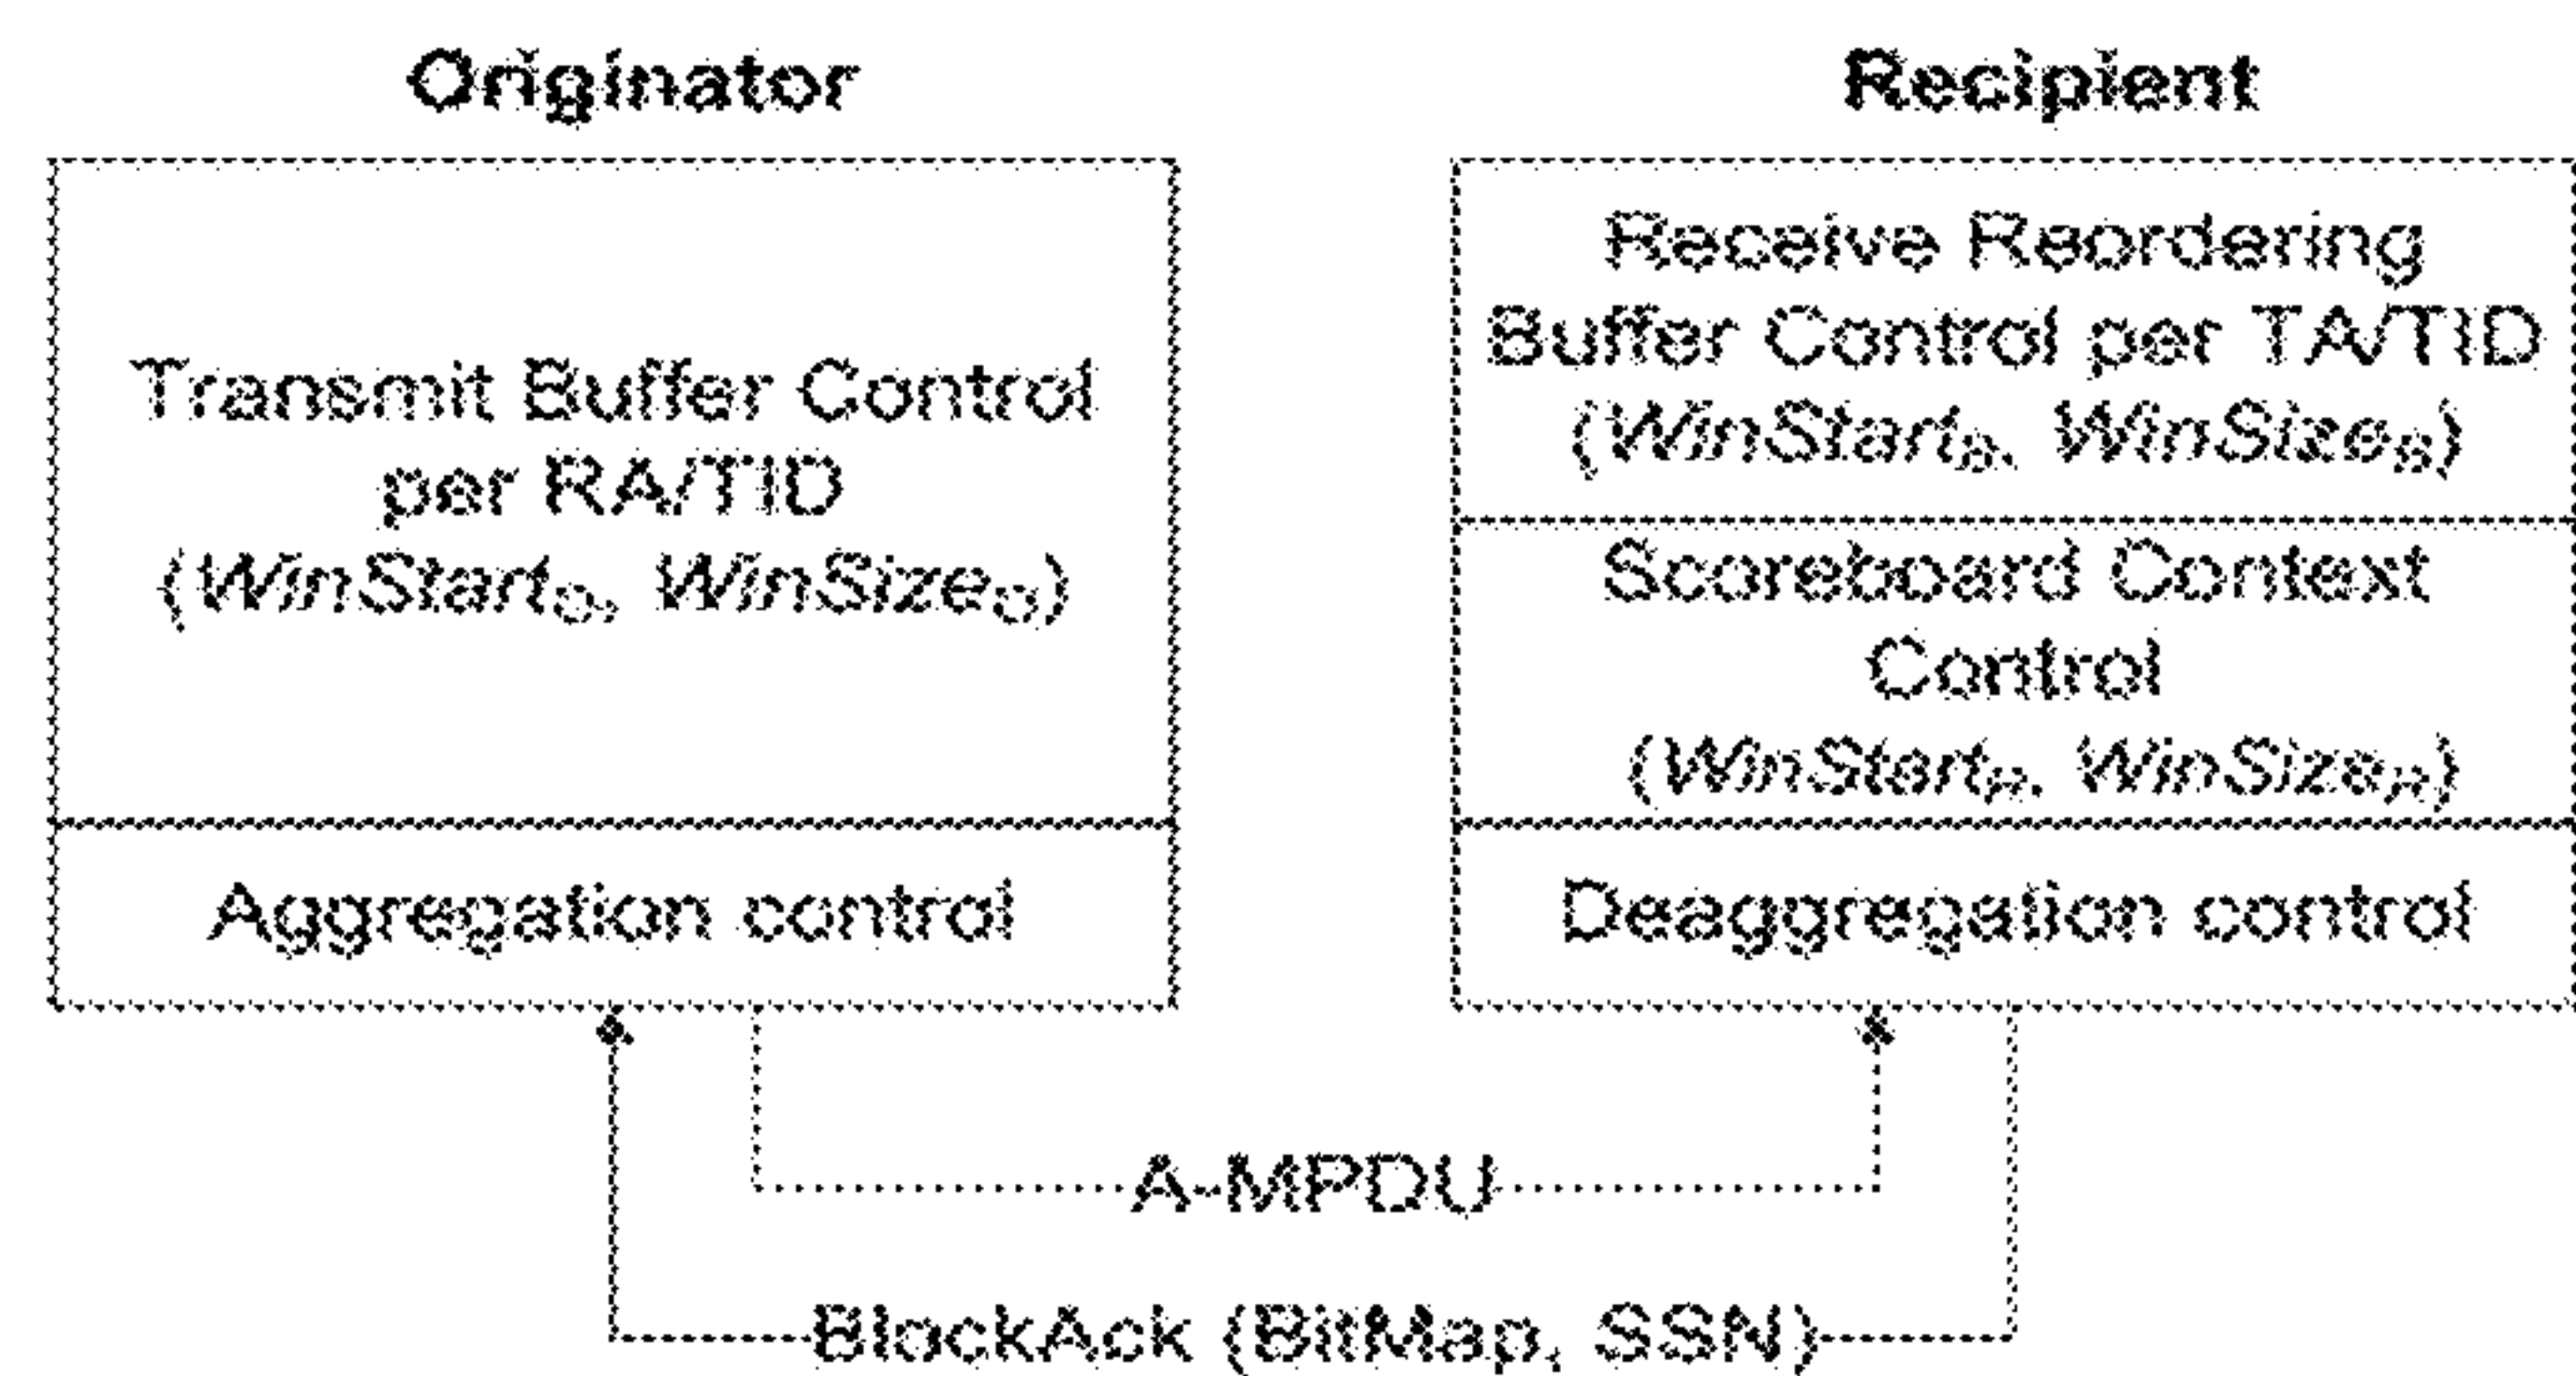 Originator
Transmit Buffer Control
per RA/TID
(WinStartO, WinSizeO)
Aggregation control
Recipient
Receive Reordering
Buffer Control per TA/TID
(WinStartB, WinSizeB)
Scoreboard Context
Control
(WinStartR, WinSizeR)
Deaggregation control
A-MPDU
BlockAck (BitMap, SSN)